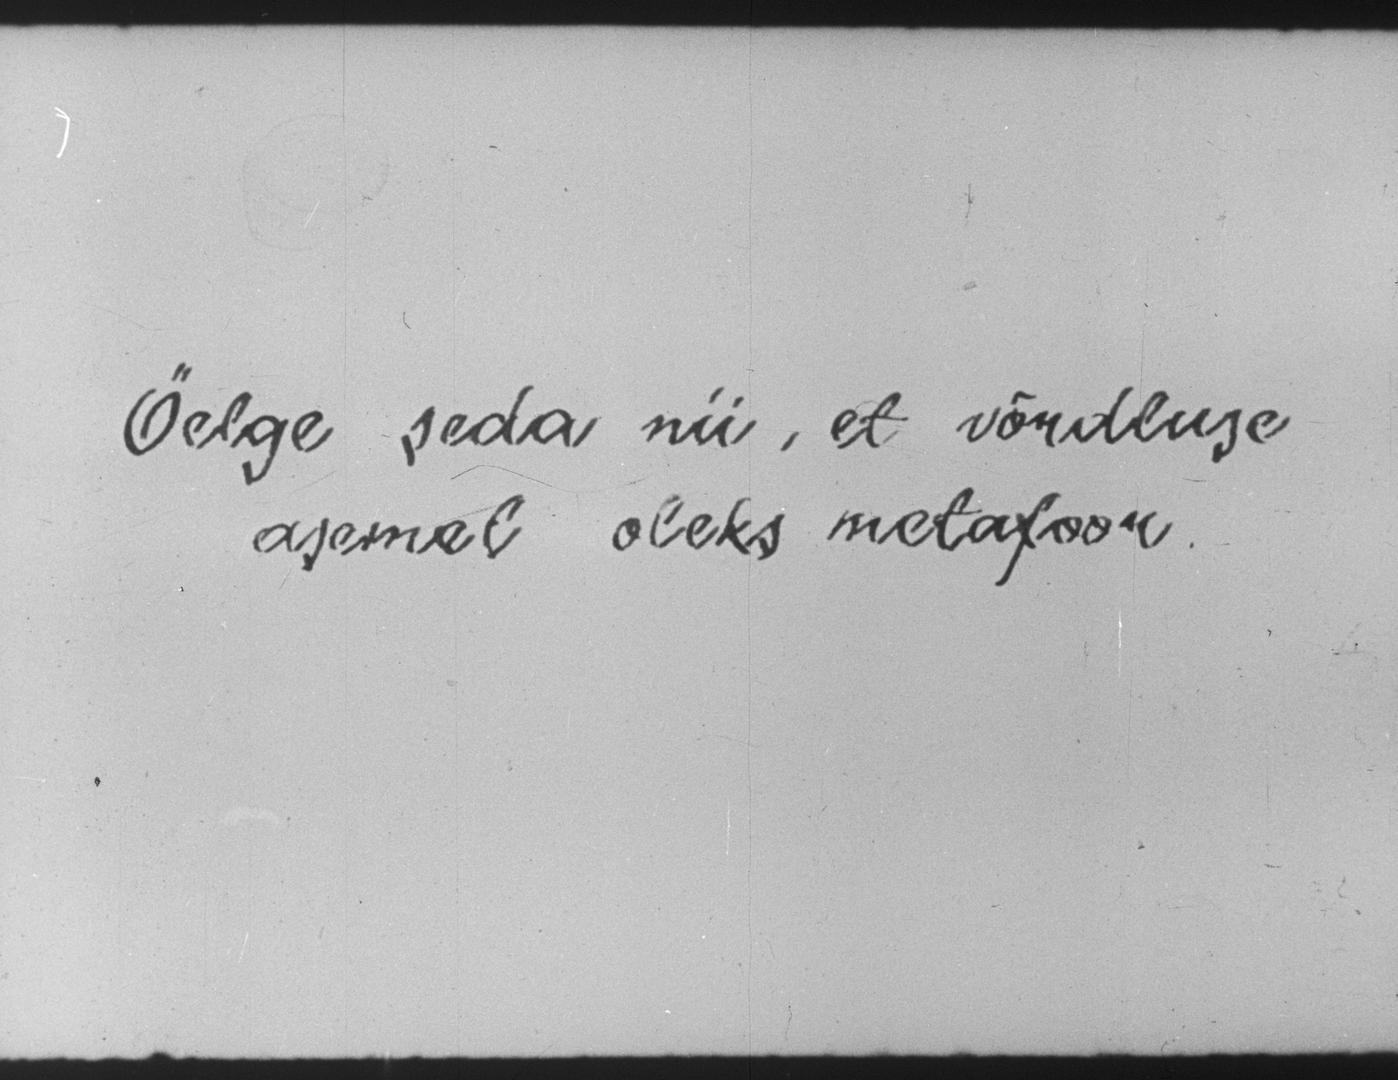 Öelge seda nii, et võrdluse
asemel oleks metafoor.